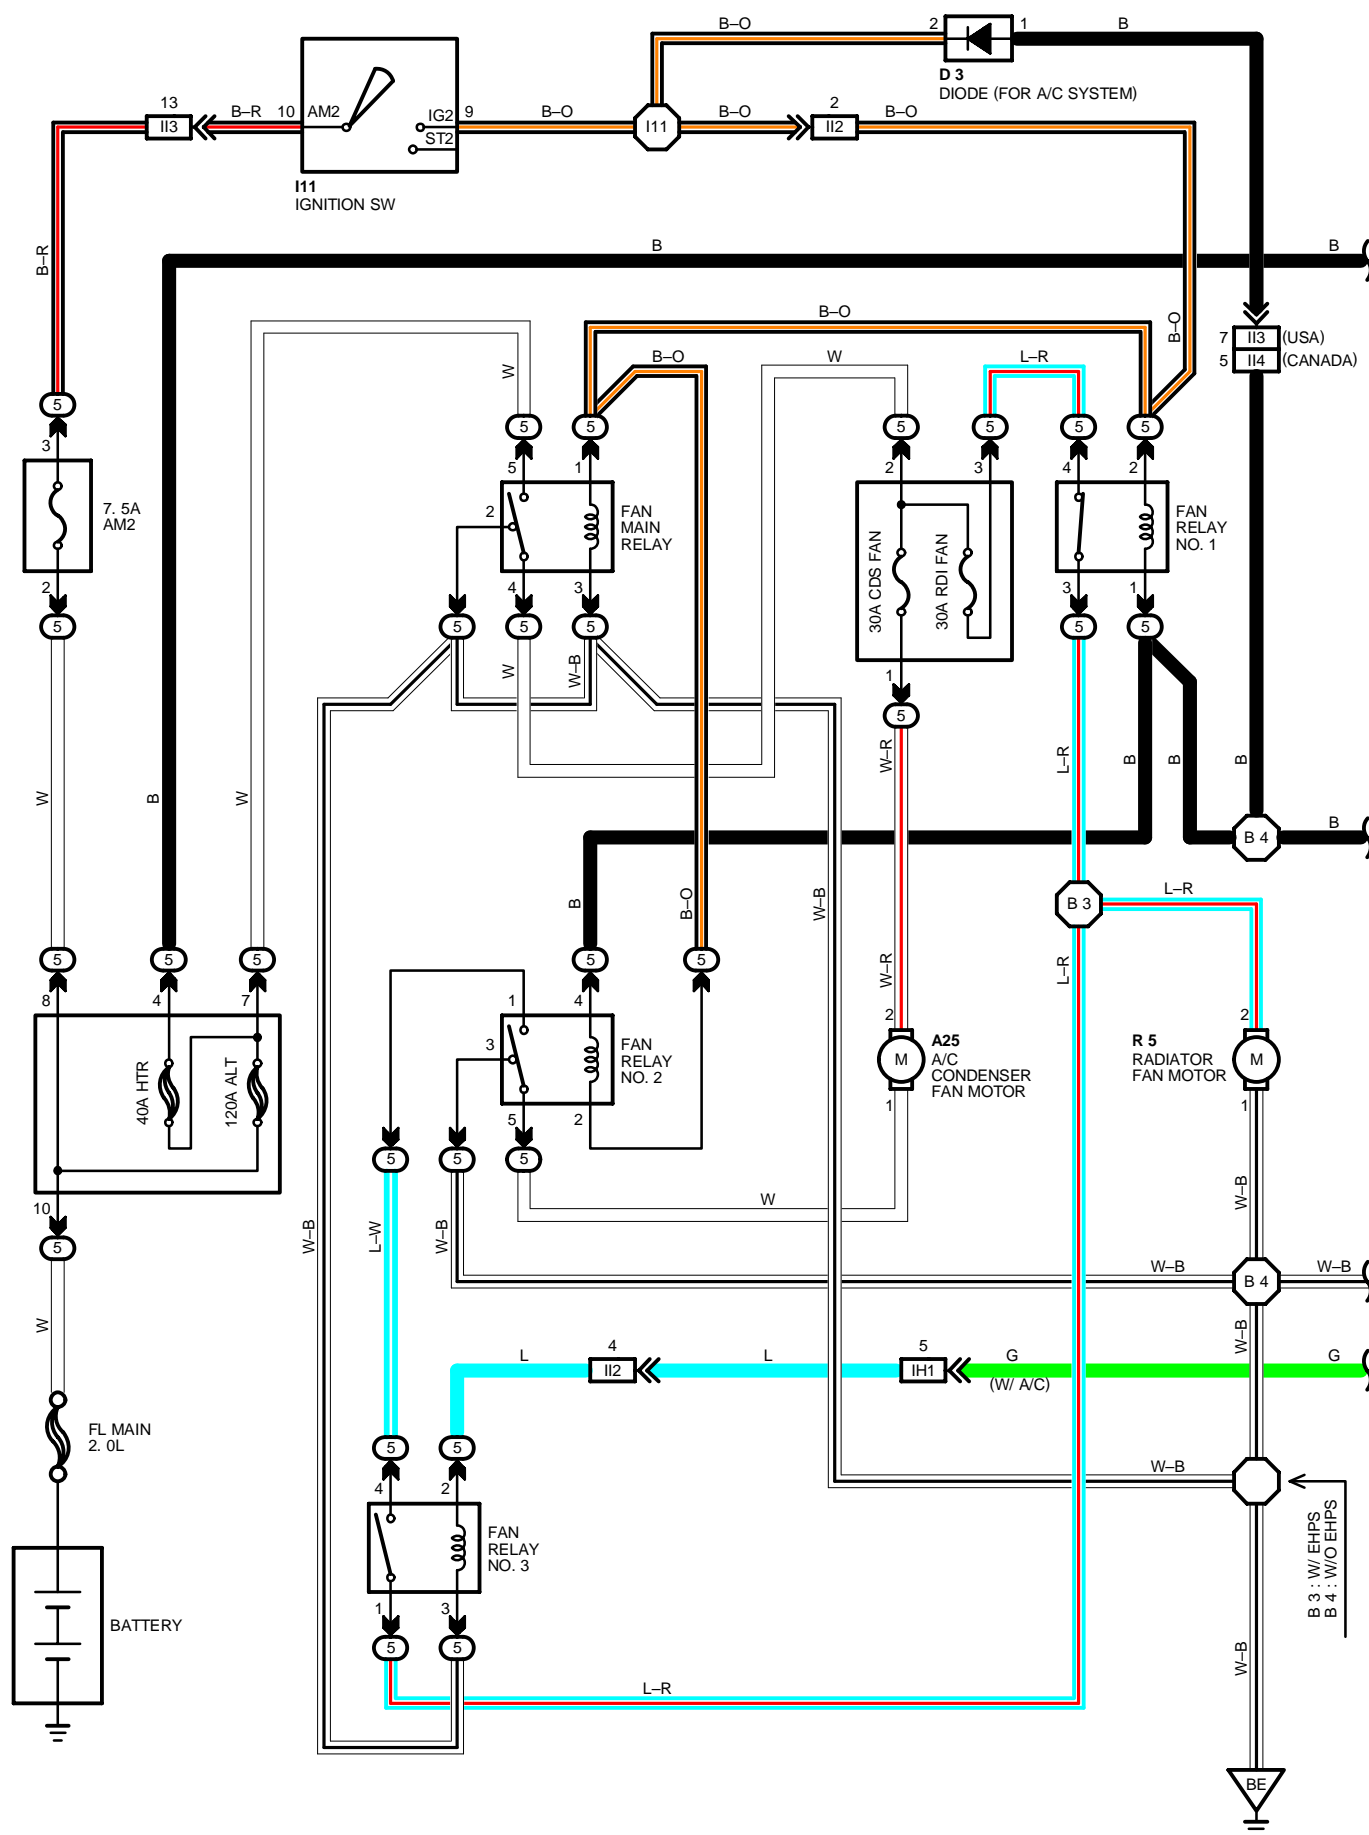 B–O
2
1
B
D 3
DIODE (FOR A/C SYSTEM)
13
II3
B–R
10
AM2
IG2
ST2
9
B–O
I11
B–O
2
II2
B–O
I11
IGNITION SW
B–R
B
B
B–O
B–O
7
II3
(USA)
5
II4
(CANADA)
W
B–O
W
L–R
5
5
5
5
5
5
5
3
5
1
2
3
4
2
7. 5A
AM2
2
FAN
MAIN
RELAY
30A CDS FAN
30A RDI FAN
FAN
RELAY
NO. 1
2
4
3
3
1
5
5
5
5
5
5
W
W–B
1
5
W
B
W
W–R
L–R
B
B
B
B 4
B
B
B–O
W–B
B 3
L–R
W–R
L–R
5
5
5
5
5
8
4
7
1
4
2
2
40A HTR
120A ALT
3
FAN
RELAY
NO. 2
M
A25
A/C
CONDENSER
FAN MOTOR
R 5
RADIATOR
FAN MOTOR
M
5
2
1
1
5
5
5
10
5
W
W–B
L–W
W–B
W–B
W–B
B 4
W–B
W
W–B
L
4
II2
L
5
IH1
G
(W/ A/C)
G
FL MAIN
2. 0L
5
5
4
2
W–B
FAN
RELAY
NO. 3
B 3 : W/ EHPS
B 4 : W/O EHPS
1
3
5
5
BATTERY
L–R
W–B
BE